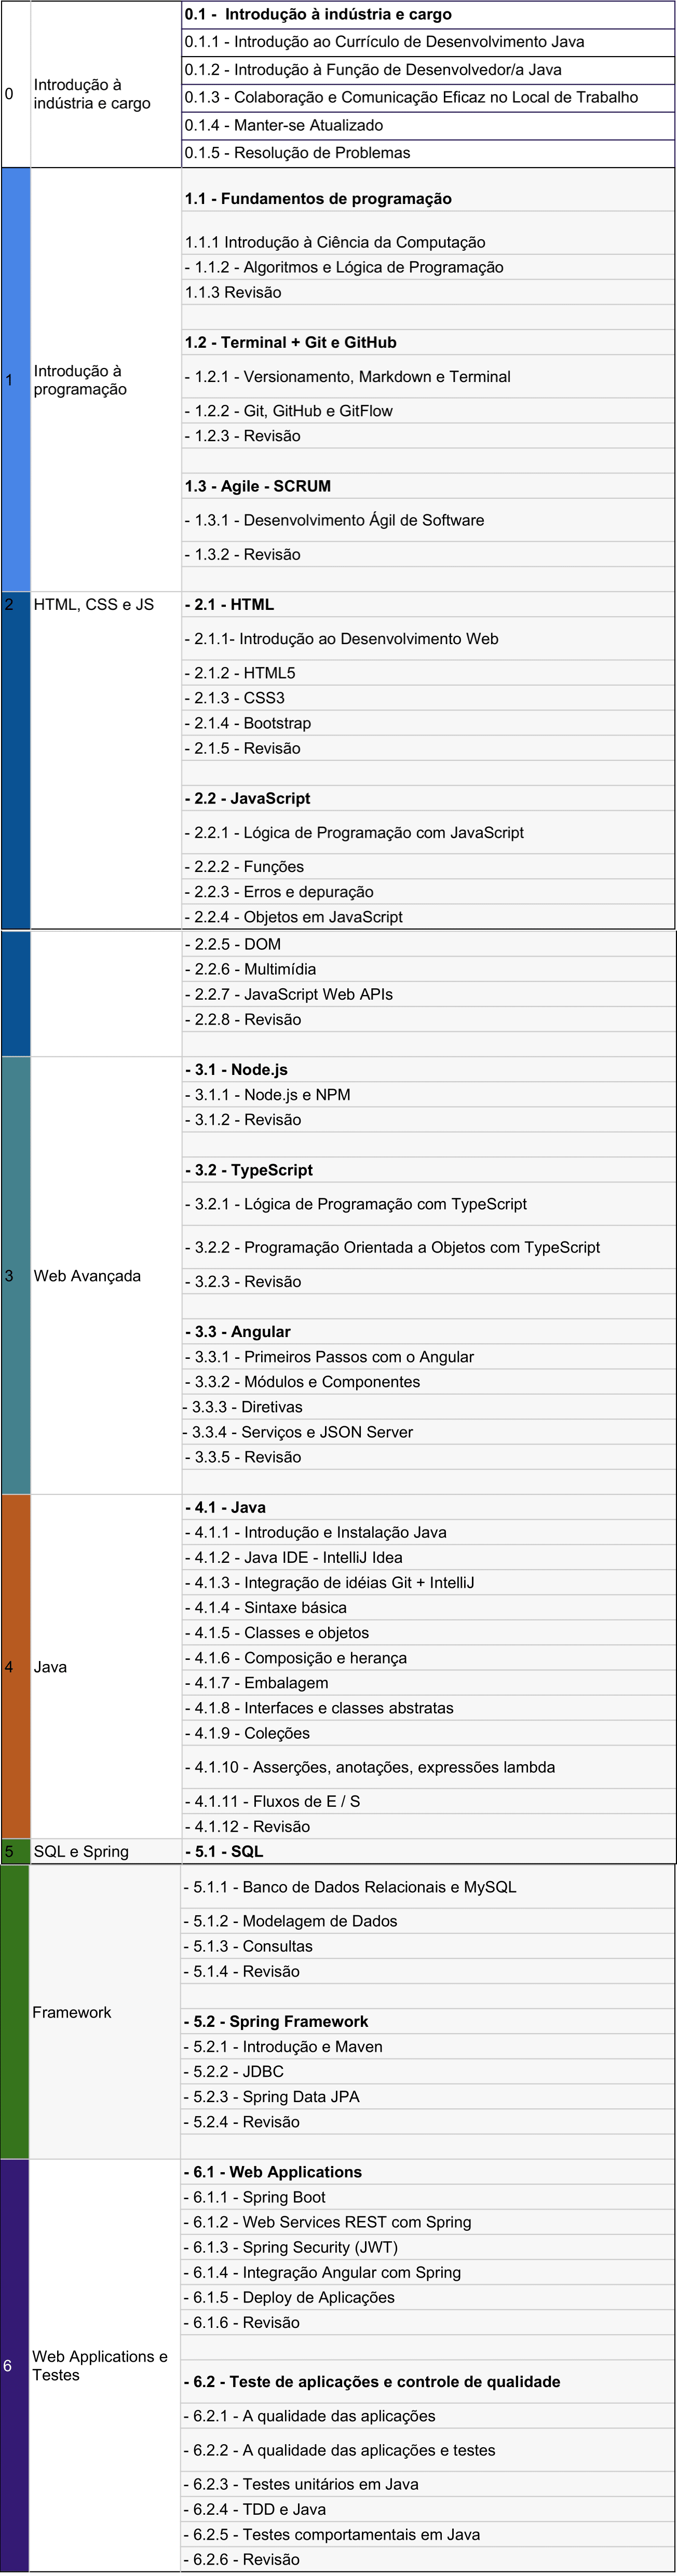 0
Introdução à
indústria e cargo
0.1 - Introdução à indústria e cargo
0.1.1 - Introdução ao Currículo de Desenvolvimento Java
0.1.2 - Introdução à Função de Desenvolvedor/a Java
0.1.3 - Colaboração e Comunicação Eficaz no Local de Trabalho
0.1.4 - Manter-se Atualizado
0.1.5 - Resolução de Problemas
1
Introdução à
programação
1.1 - Fundamentos de programação
1.1.1 Introdução à Ciência da Computação
- 1.1.2 - Algoritmos e Lógica de Programação
1.1.3 Revisão
1.2 - Terminal + Git e GitHub
- 1.2.1 - Versionamento, Markdown e Terminal
- 1.2.2 - Git, GitHub e GitFlow
- 1.2.3 - Revisão
1.3 - Agile - SCRUM
- 1.3.1 - Desenvolvimento Ágil de Software
- 1.3.2 - Revisão
2
HTML, CSS e JS
- 2.1 - HTML
- 2.1.1- Introdução ao Desenvolvimento Web
- 2.1.2 - HTML5
- 2.1.3 - CSS3
- 2.1.4 - Bootstrap
- 2.1.5 - Revisão
- 2.2 - JavaScript
- 2.2.1 - Lógica de Programação com JavaScript
- 2.2.2 - Funções
- 2.2.3 - Erros e depuração
- 2.2.4 - Objetos em JavaScript
- 2.2.5 - DOM
- 2.2.6 - Multimídia
- 2.2.7 - JavaScript Web APIs
- 2.2.8 - Revisão
3
Web Avançada
- 3.1 - Node.js
- 3.1.1 - Node.js e NPM
- 3.1.2 - Revisão
- 3.2 - TypeScript
- 3.2.1 - Lógica de Programação com TypeScript
- 3.2.2 - Programação Orientada a Objetos com TypeScript
- 3.2.3 - Revisão
- 3.3 - Angular
- 3.3.1 - Primeiros Passos com o Angular
- 3.3.2 - Módulos e Componentes
- 3.3.3 - Diretivas
- 3.3.4 - Serviços e JSON Server
- 3.3.5 - Revisão
4
Java
- 4.1 - Java
- 4.1.1 - Introdução e Instalação Java
- 4.1.2 - Java IDE - IntelliJ Idea
- 4.1.3 - Integração de idéias Git + IntelliJ
- 4.1.4 - Sintaxe básica
- 4.1.5 - Classes e objetos
- 4.1.6 - Composição e herança
- 4.1.7 - Embalagem
- 4.1.8 - Interfaces e classes abstratas
- 4.1.9 - Coleções
- 4.1.10 - Asserções, anotações, expressões lambda
- 4.1.11 - Fluxos de E / S
- 4.1.12 - Revisão
5
SQL e Spring
- 5.1 - SQL
Framework
- 5.1.1 - Banco de Dados Relacionais e MySQL
- 5.1.2 - Modelagem de Dados
- 5.1.3 - Consultas
- 5.1.4 - Revisão
- 5.2 - Spring Framework
- 5.2.1 - Introdução e Maven
- 5.2.2 - JDBC
- 5.2.3 - Spring Data JPA
- 5.2.4 - Revisão
6
Web Applications e
Testes
- 6.1 - Web Applications
- 6.1.1 - Spring Boot
- 6.1.2 - Web Services REST com Spring
- 6.1.3 - Spring Security (JWT)
- 6.1.4 - Integração Angular com Spring
- 6.1.5 - Deploy de Aplicações
- 6.1.6 - Revisão
- 6.2 - Teste de aplicações e controle de qualidade
- 6.2.1 - A qualidade das aplicações
- 6.2.2 - A qualidade das aplicações e testes
- 6.2.3 - Testes unitários em Java
- 6.2.4 - TDD e Java
- 6.2.5 - Testes comportamentais em Java
- 6.2.6 - Revisão